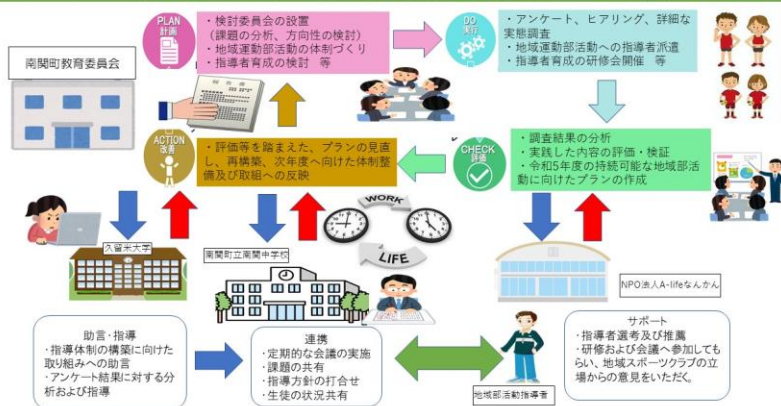 PLAN
計画
・検討委員会の設置
(課題の分析、方向性の検討)
・地域運動部活動の体制づくり
・指導者育成の検討　等
DO
実行
・アンケート、ヒアリング、詳細な
実態調査
・地域運動部活動への指導者派遣
・指導者育成の研修会開催　等
南関町教育委員会
ACTION
改善
・評価等を踏まえた、プランの見直
し、再構築、次年度へ向けた体制整
備及び取組への反映
CHECK
評価
・調査結果の分析
・実践した内容の評価・検証
・令和5年度の持続可能な地域部活
動に向けたプランの作成
WORK
LIFE
久留米大学
南関町立南関中学校
NPO法人A-lifeなんかん
助言・指導
・指導体制の構築に向けた
取り組みへの助言
・アンケート結果に対する分
析および指導
連携
・定期的な会議の実施
・課題の共有
・指導方針の打合せ
・生徒の状況共有
地域部活動指導者
サポート
・指導者選考及び推薦
・研修および会議へ参加しても
らい、地域スポーツクラブの立
場からの意見をいただく。